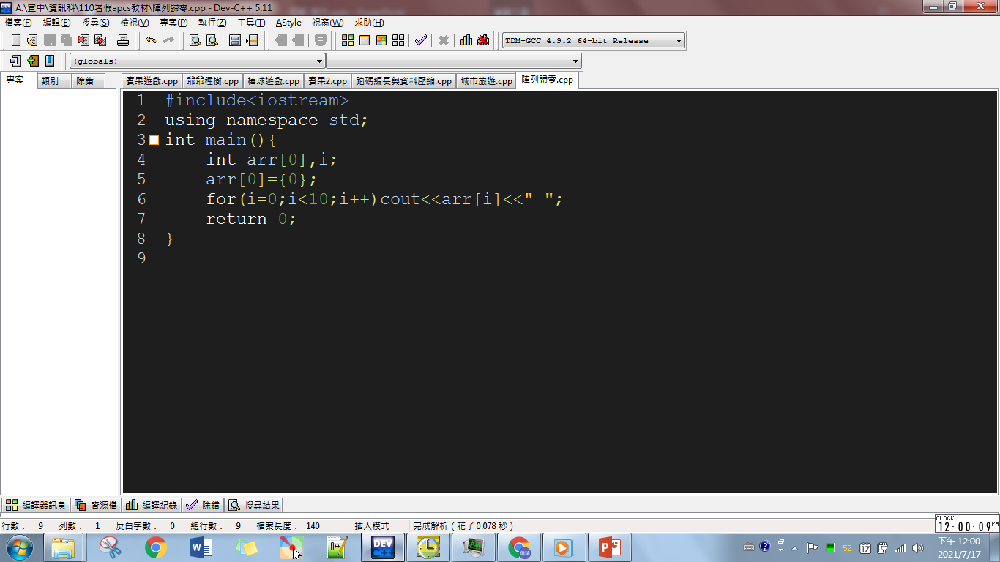 A:\宜中\資訊科\110暑假apcs教材\陣列歸零.cpp - Dev-C++ 5.11
檔案(F) 編輯(E) 搜尋(S) 檢視(V) 專案(P) 執行(Z) 工具(T) AStyle 視窗(W) 求助(H)
TDM-GCC 4.9.2 64-bit Release
(globals)
專案 類別 除錯 賓果遊戲.cpp 爺爺種樹.cpp 棒球遊戲.cpp 賓果2.cpp 跑碼編長與資料壓縮.cpp 城市旅遊.cpp 陣列歸零.cpp
1 #include<iostream>
2 using namespace std;
3 int main(){
4 int arr[0],i;
5 arr[0]={0};
6 for(i=0;i<10;i++)cout<<arr[i]<<" ";
7 return 0;
8 }
9
編譯器訊息 資源檔 編譯紀錄 除錯 搜尋結果
行數： 9 列數： 1 反白字數： 0 總行數： 9 檔案長度： 140 插入模式 完成解析 ( 花了 0.078 秒 )
CLOCK
12:00:09PM
DEV C++
52 17
下午 12:00
2021/7/17